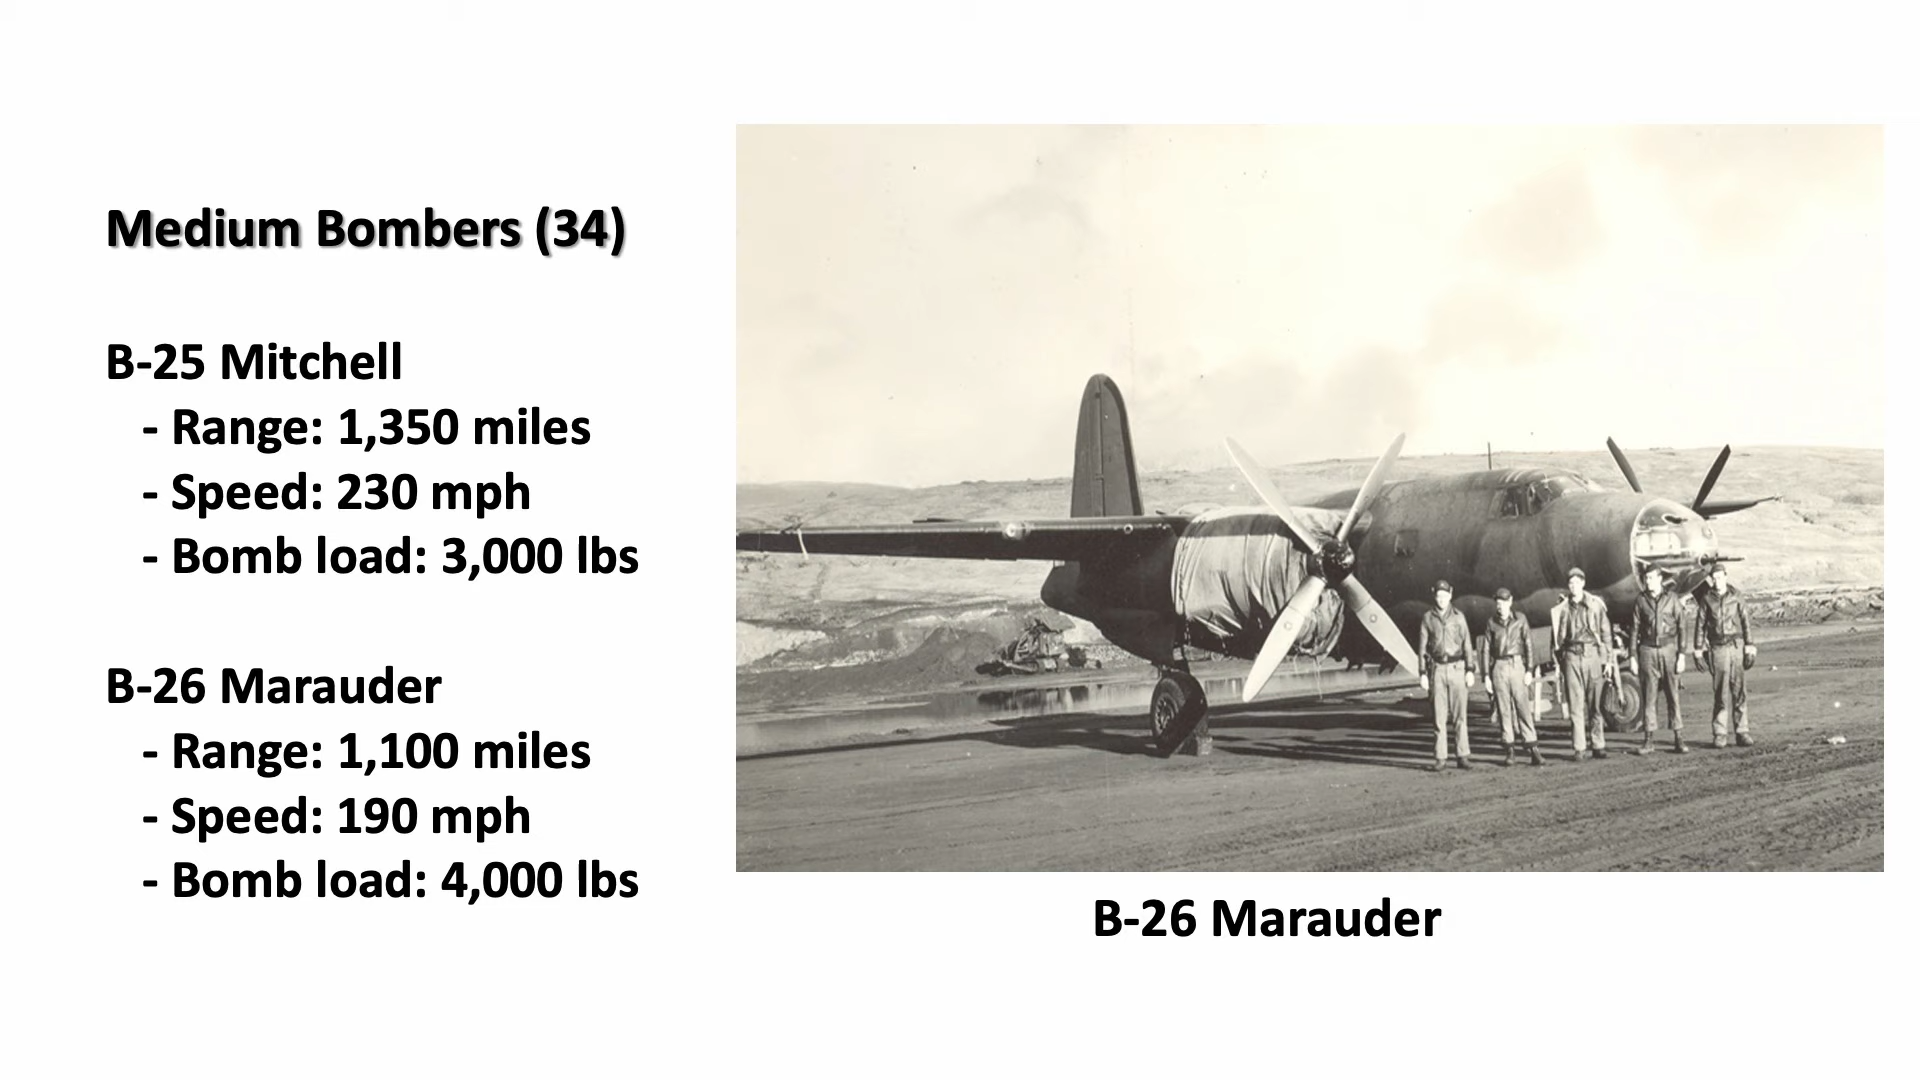 Medium Bombers (34)
B-25 Mitchell
- Range: 1,350 miles
- Speed: 230 mph
- Bomb load: 3,000 lbs
B-26 Marauder
- Range: 1,100 miles
- Speed: 190 mph
- Bomb load: 4,000 lbs
B-26 Marauder